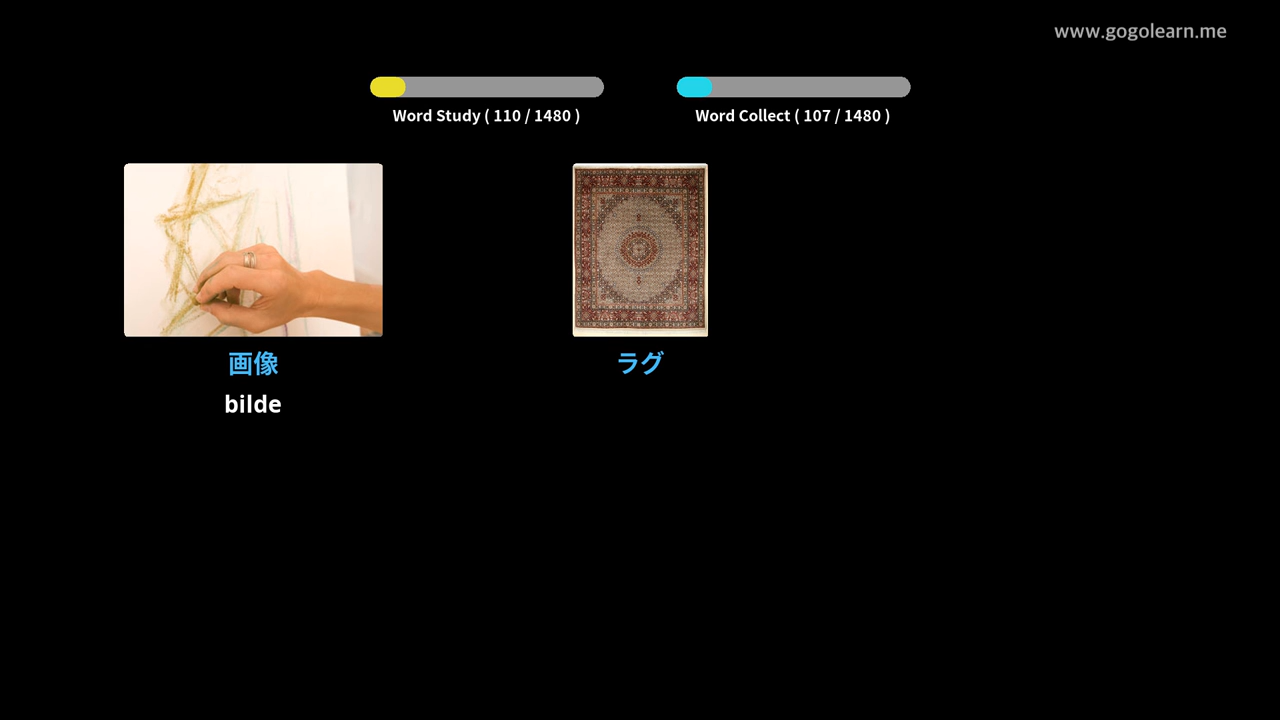 www.gogolearn.me
Word Study ( 110 / 1480 )
Word Collect ( 107 / 1480 )
画像
bilde
ラグ